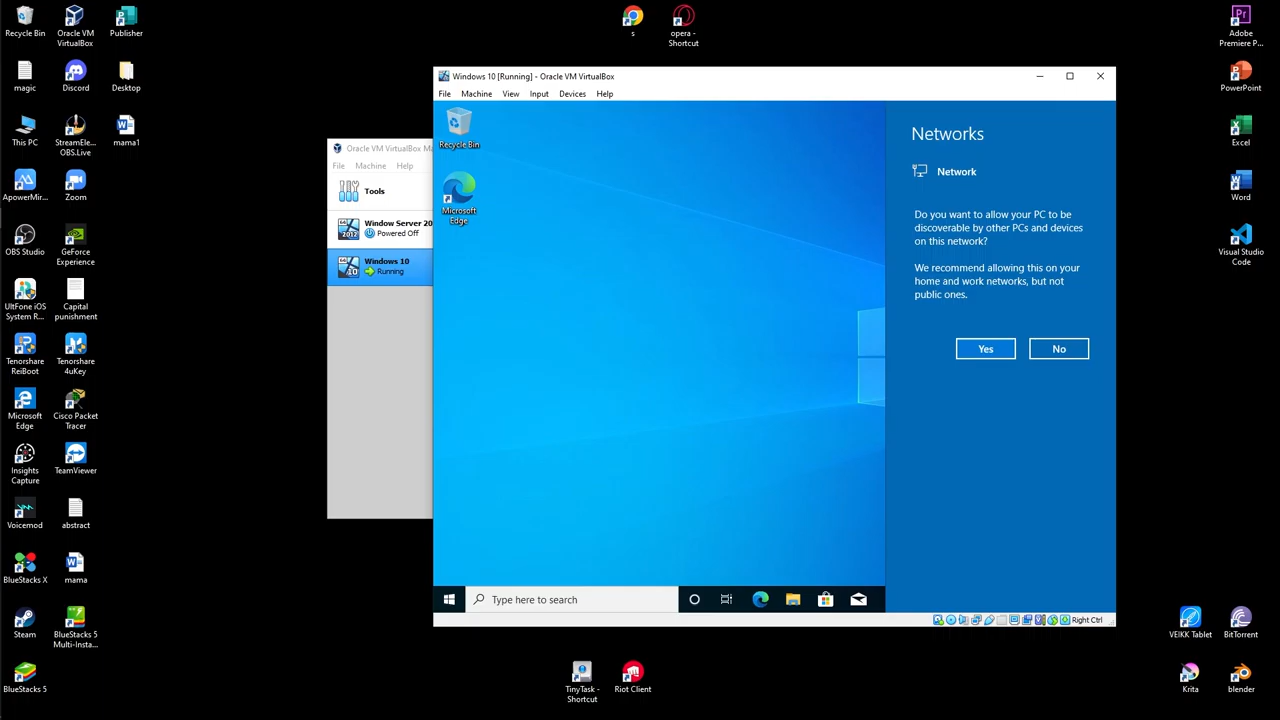 Recycle Bin
Oracle VM
VirtualBox
Publisher
s
opera -
Shortcut
Adobe
Premiere P...
magic
Discord
Desktop
PowerPoint
This PC
StreamEle...
OBS.Live
mama1
Excel
ApowerMir...
Zoom
Word
OBS Studio
GeForce
Experience
Visual Studio
Code
UltFone iOS
System R...
Capital
punishment
Tenorshare
ReiBoot
Tenorshare
4uKey
Microsoft
Edge
Cisco Packet
Tracer
Insights
Capture
TeamViewer
Voicemod
abstract
BlueStacks X
mama
Steam
BlueStacks 5
Multi-Insta...
BlueStacks 5
TinyTask -
Shortcut
Riot Client
VEIKK Tablet
BitTorrent
Krita
blender
Oracle VM VirtualBox Ma
File Machine Help
Tools
Window Server 20
Powered Off
Windows 10
Running
Windows 10 [Running] - Oracle VM VirtualBox
File Machine View Input Devices Help
Recycle Bin
Microsoft
Edge
Networks
Network
Do you want to allow your PC to be
discoverable by other PCs and devices
on this network?
We recommend allowing this on your
home and work networks, but not
public ones.
Yes No
Type here to search
Right Ctrl